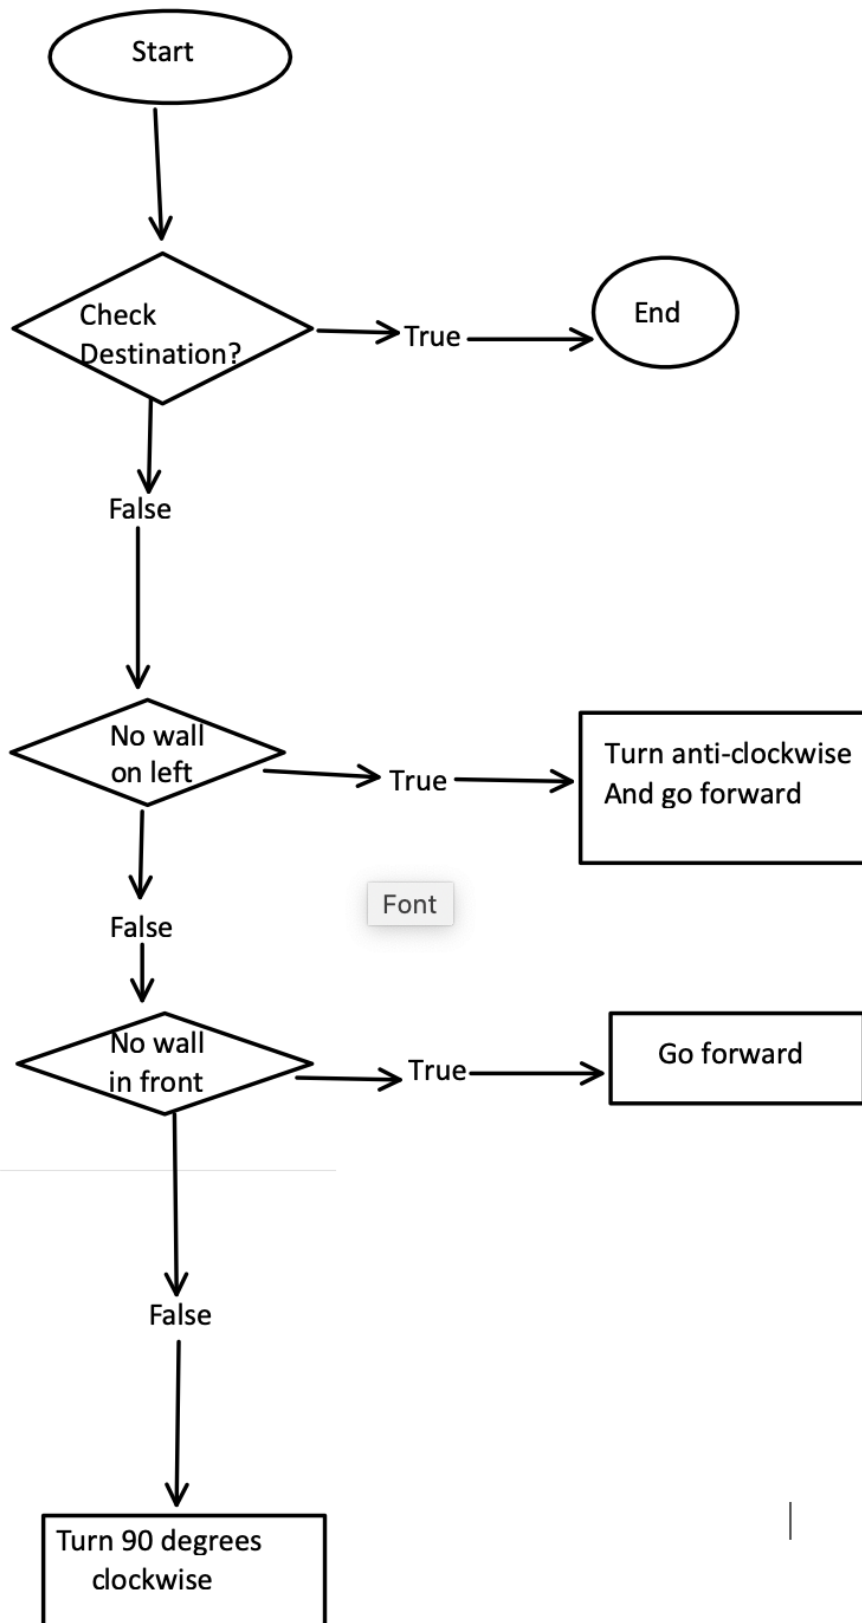 Start
Check
Destination?
True
End
False
No wall
on left
True
Turn anti-clockwise
And go forward
False
Font
No wall
in front
True
Go forward
False
Turn 90 degrees
clockwise